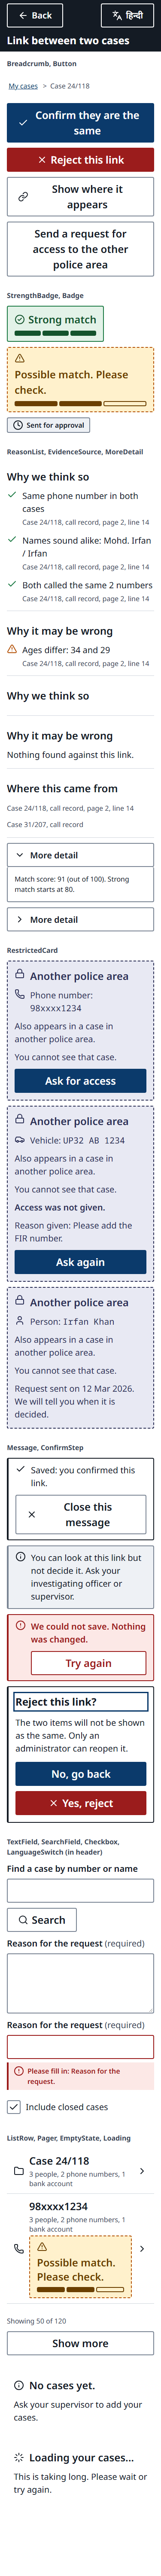 Back
हिन्दी
Link between two cases
Breadcrumb, Button
My cases > Case 24/118
Confirm they are the
same
Reject this link
Show where it
appears
Send a request for
access to the other
police area
StrengthBadge, Badge
Strong match
Possible match. Please
check.
Sent for approval
ReasonList, EvidenceSource, MoreDetail
Why we think so
Same phone number in both
cases
Case 24/118, call record, page 2, line 14
Names sound alike: Mohd. Irfan
/ Irfan
Case 24/118, call record, page 2, line 14
Both called the same 2 numbers
Case 24/118, call record, page 2, line 14
Why it may be wrong
Ages differ: 34 and 29
Case 24/118, call record, page 2, line 14
Why we think so
Why it may be wrong
Nothing found against this link.
Where this came from
Case 24/118, call record, page 2, line 14
Case 31/207, call record
More detail
Match score: 91 (out of 100). Strong
match starts at 80.
More detail
RestrictedCard
Another police area
Phone number:
98xxxx1234
Also appears in a case in
another police area.
You cannot see that case.
Ask for access
Another police area
Vehicle: UP32 AB 1234
Also appears in a case in
another police area.
You cannot see that case.
Access was not given.
Reason given: Please add the
FIR number.
Ask again
Another police area
Person: Irfan Khan
Also appears in a case in
another police area.
You cannot see that case.
Request sent on 12 Mar 2026.
We will tell you when it is
decided.
Message, ConfirmStep
Saved: you confirmed this
link.
Close this
message
You can look at this link but
not decide it. Ask your
investigating officer or
supervisor.
We could not save. Nothing
was changed.
Try again
Reject this link?
The two items will not be shown
as the same. Only an
administrator can reopen it.
No, go back
Yes, reject
TextField, SearchField, Checkbox,
LanguageSwitch (in header)
Find a case by number or name
Search
Reason for the request (required)
Reason for the request (required)
Please fill in: Reason for the
request.
Include closed cases
ListRow, Pager, EmptyState, Loading
Case 24/118
3 people, 2 phone numbers, 1
bank account
98xxxx1234
3 people, 2 phone numbers, 1
bank account
Possible match.
Please check.
Showing 50 of 120
Show more
No cases yet.
Ask your supervisor to add your
cases.
Loading your cases...
This is taking long. Please wait or
try again.